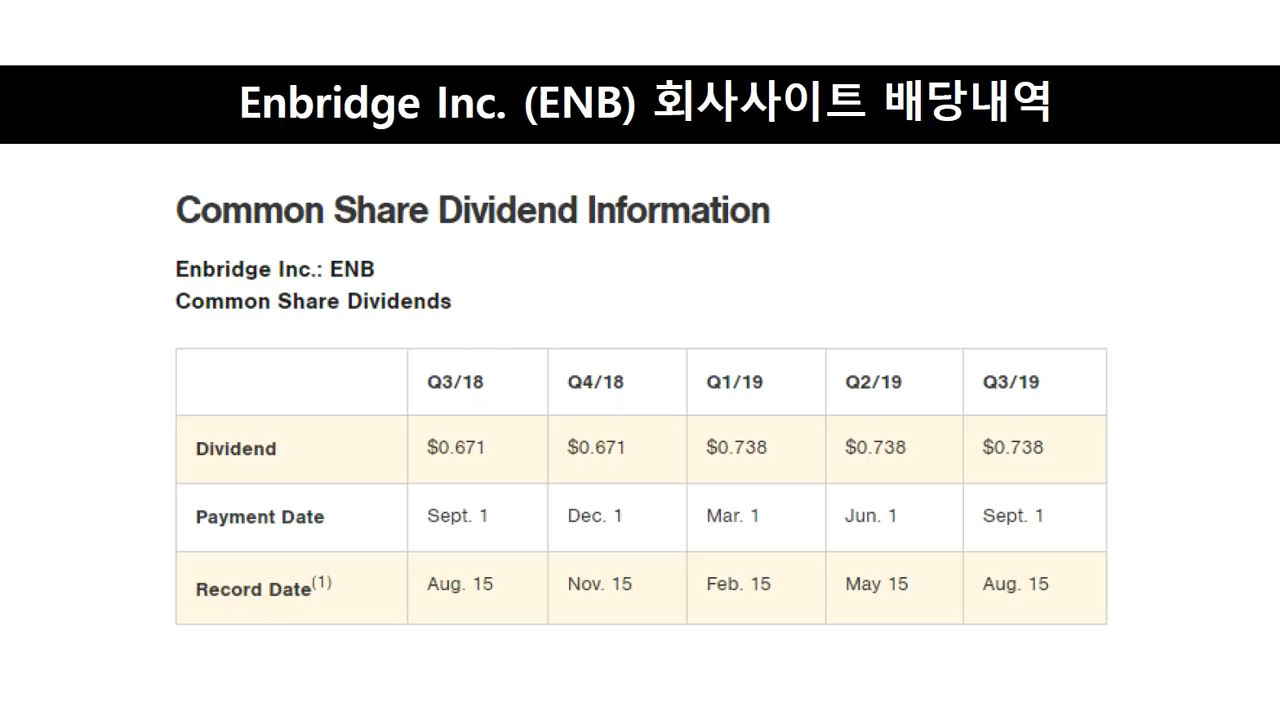 Enbridge Inc. (ENB) 회사사이트 배당내역
Common Share Dividend Information
Enbridge Inc.: ENB
Common Share Dividends
Q3/18 Q4/18 Q1/19 Q2/19 Q3/19
Dividend $0.671 $0.671 $0.738 $0.738 $0.738
Payment Date Sept. 1 Dec. 1 Mar. 1 Jun. 1 Sept. 1
Record Date(1) Aug. 15 Nov. 15 Feb. 15 May 15 Aug. 15